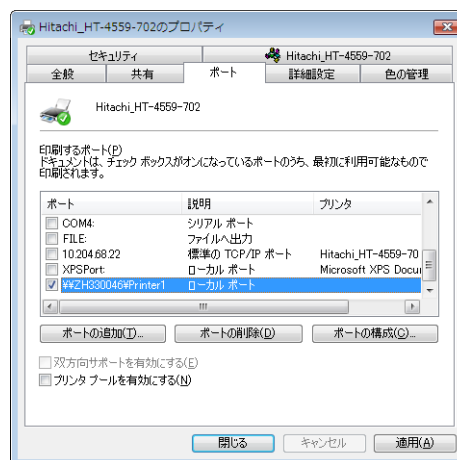 Hitachi_HT-4559-702のプロパティ
セキュリティ
Hitachi_HT-4559-702
全般
共有
ポート
詳細設定
色の管理
Hitachi_HT-4559-702
印刷するポート(P)
ドキュメントは、チェック ボックスがオンになっているポートのうち、最初に利用可能なもので
印刷されます。
ポート 説明 プリンタ
COM4: シリアル ポート
FILE: ファイルへ出力
10.204.68.22 標準の TCP/IP ポート Hitachi_HT-4559-70
XPSPort: ローカル ポート Microsoft XPS Docu
¥¥ZH330046¥Printer1 ローカル ポート
ポートの追加(T)... ポートの削除(D) ポートの構成(C)...
双方向サポートを有効にする(E)
プリンタ プールを有効にする(N)
閉じる キャンセル 適用(A)